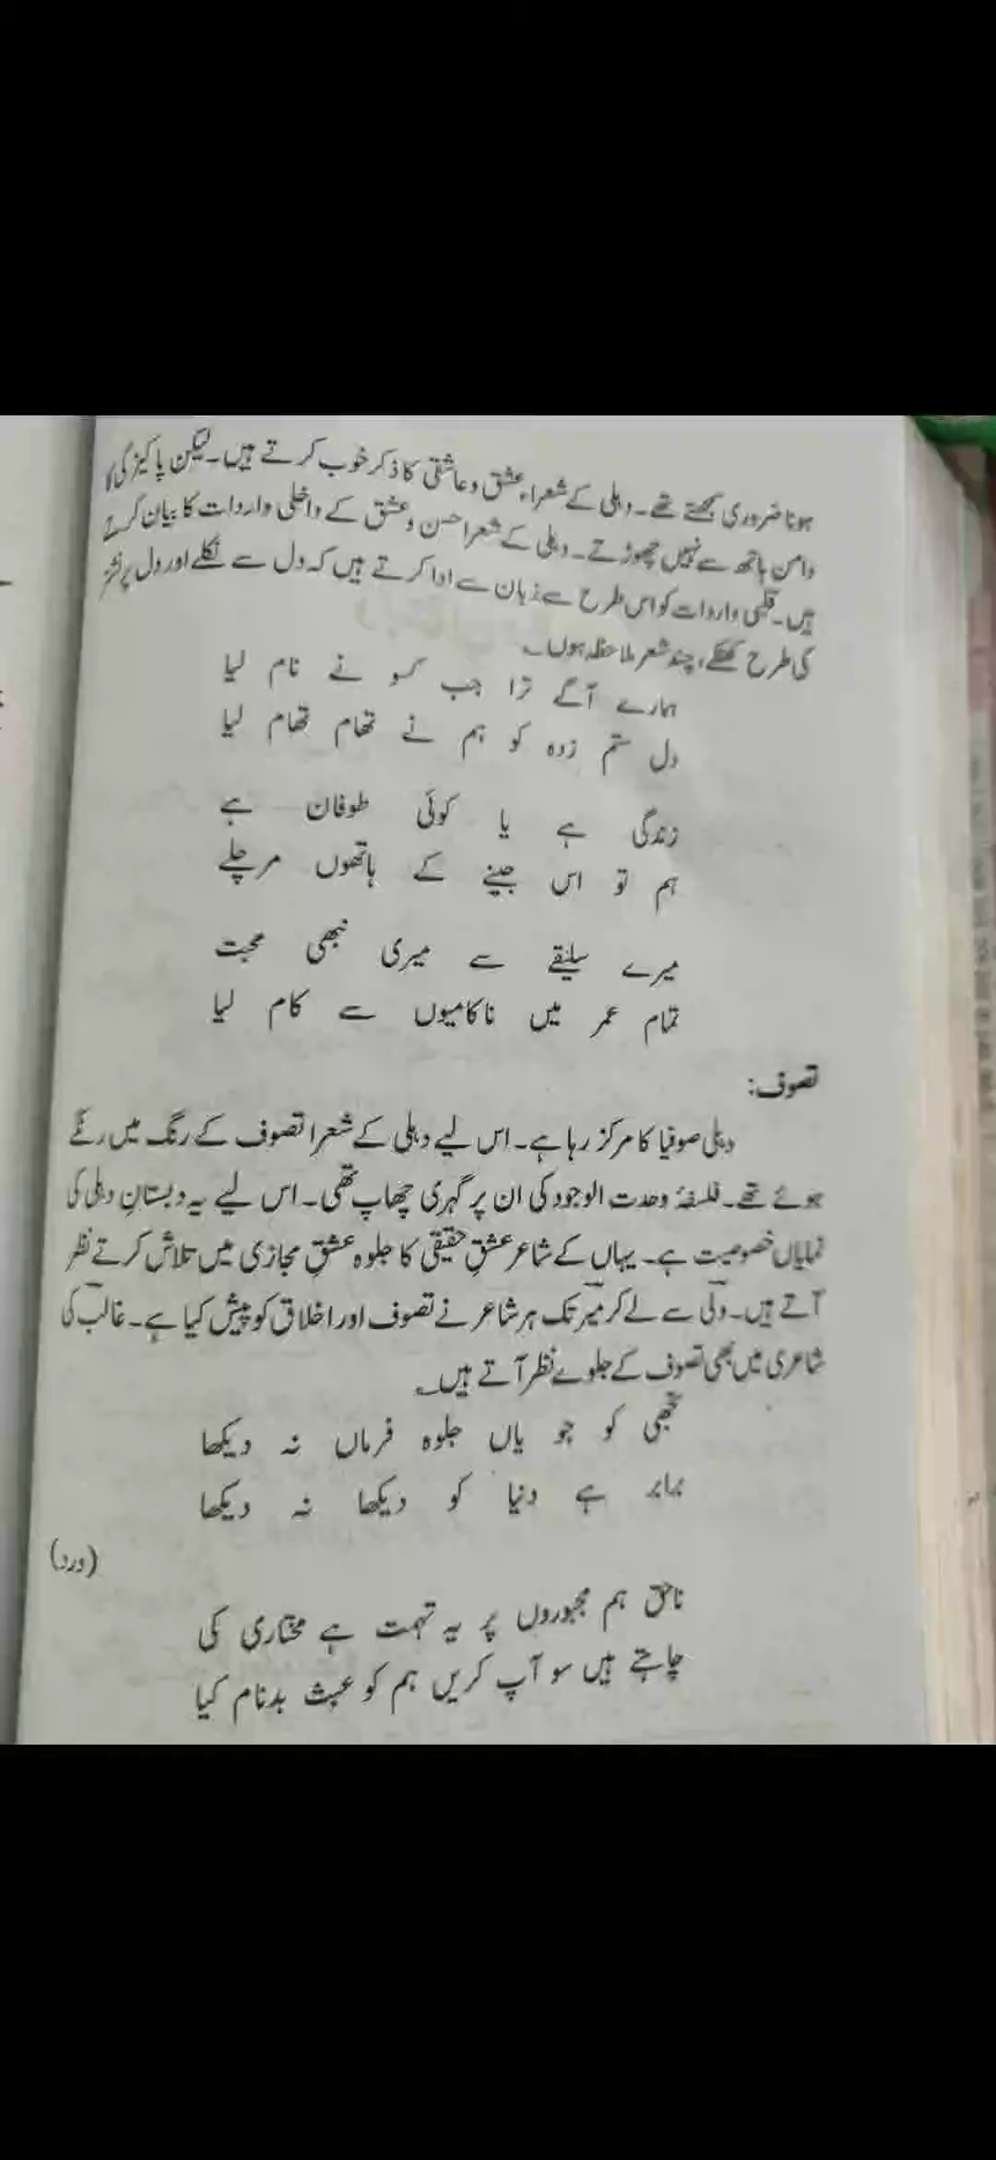 ہونا ضروری سمجھتے تھے۔ دہلی کے شعراء عشق و عاشقی کا ذکر خوب کرتے ہیں۔ لیکن پاکیزگی کا
دامن ہاتھ سے نہیں چھوڑتے۔ دہلی کے شعرا حسن و عشق کے داخلی واردات کا بیان کرتے
ہیں۔ قلبی واردات کو اس طرح سے زبان سے ادا کرتے ہیں کہ دل سے نکلے اور دل پر نشتر
کی طرح کھٹکے، چند شعر ملاحظہ ہوں۔
ہمارے آگے ترا جب کسو نے نام لیا
دل ستم زدہ کو ہم نے تھام تھام لیا
زندگی ہے یا کوئی طوفان ہے
ہم تو اس جینے کے ہاتھوں مر چلے
میرے سلیقے سے میری نبھی محبت
تمام عمر میں ناکامیوں سے کام لیا
تصوف:
دہلی صوفیا کا مرکز رہا ہے۔ اس لیے دہلی کے شعرا تصوف کے رنگ میں رنگے
ہوئے تھے۔ فلسفۂ وحدت الوجود کی ان پر گہری چھاپ تھی۔ اس لیے یہ دبستانِ دہلی کی
نمایاں خصوصیت ہے۔ یہاں کے شاعر عشقِ حقیقی کا جلوہ عشقِ مجازی میں تلاش کرتے نظر
آتے ہیں۔ ولیؔ سے لے کر میرؔ تک ہر شاعر نے تصوف اور اخلاق کو پیش کیا ہے۔ غالبؔ کی
شاعری میں بھی تصوف کے جلوے نظر آتے ہیں۔
تجھی کو جو یاں جلوہ فرماں نہ دیکھا
برابر ہے دنیا کو دیکھا نہ دیکھا
(درد)
ناحق ہم مجبوروں پر یہ تہمت ہے مختاری کی
چاہتے ہیں سو آپ کریں ہم کو عبث بدنام کیا